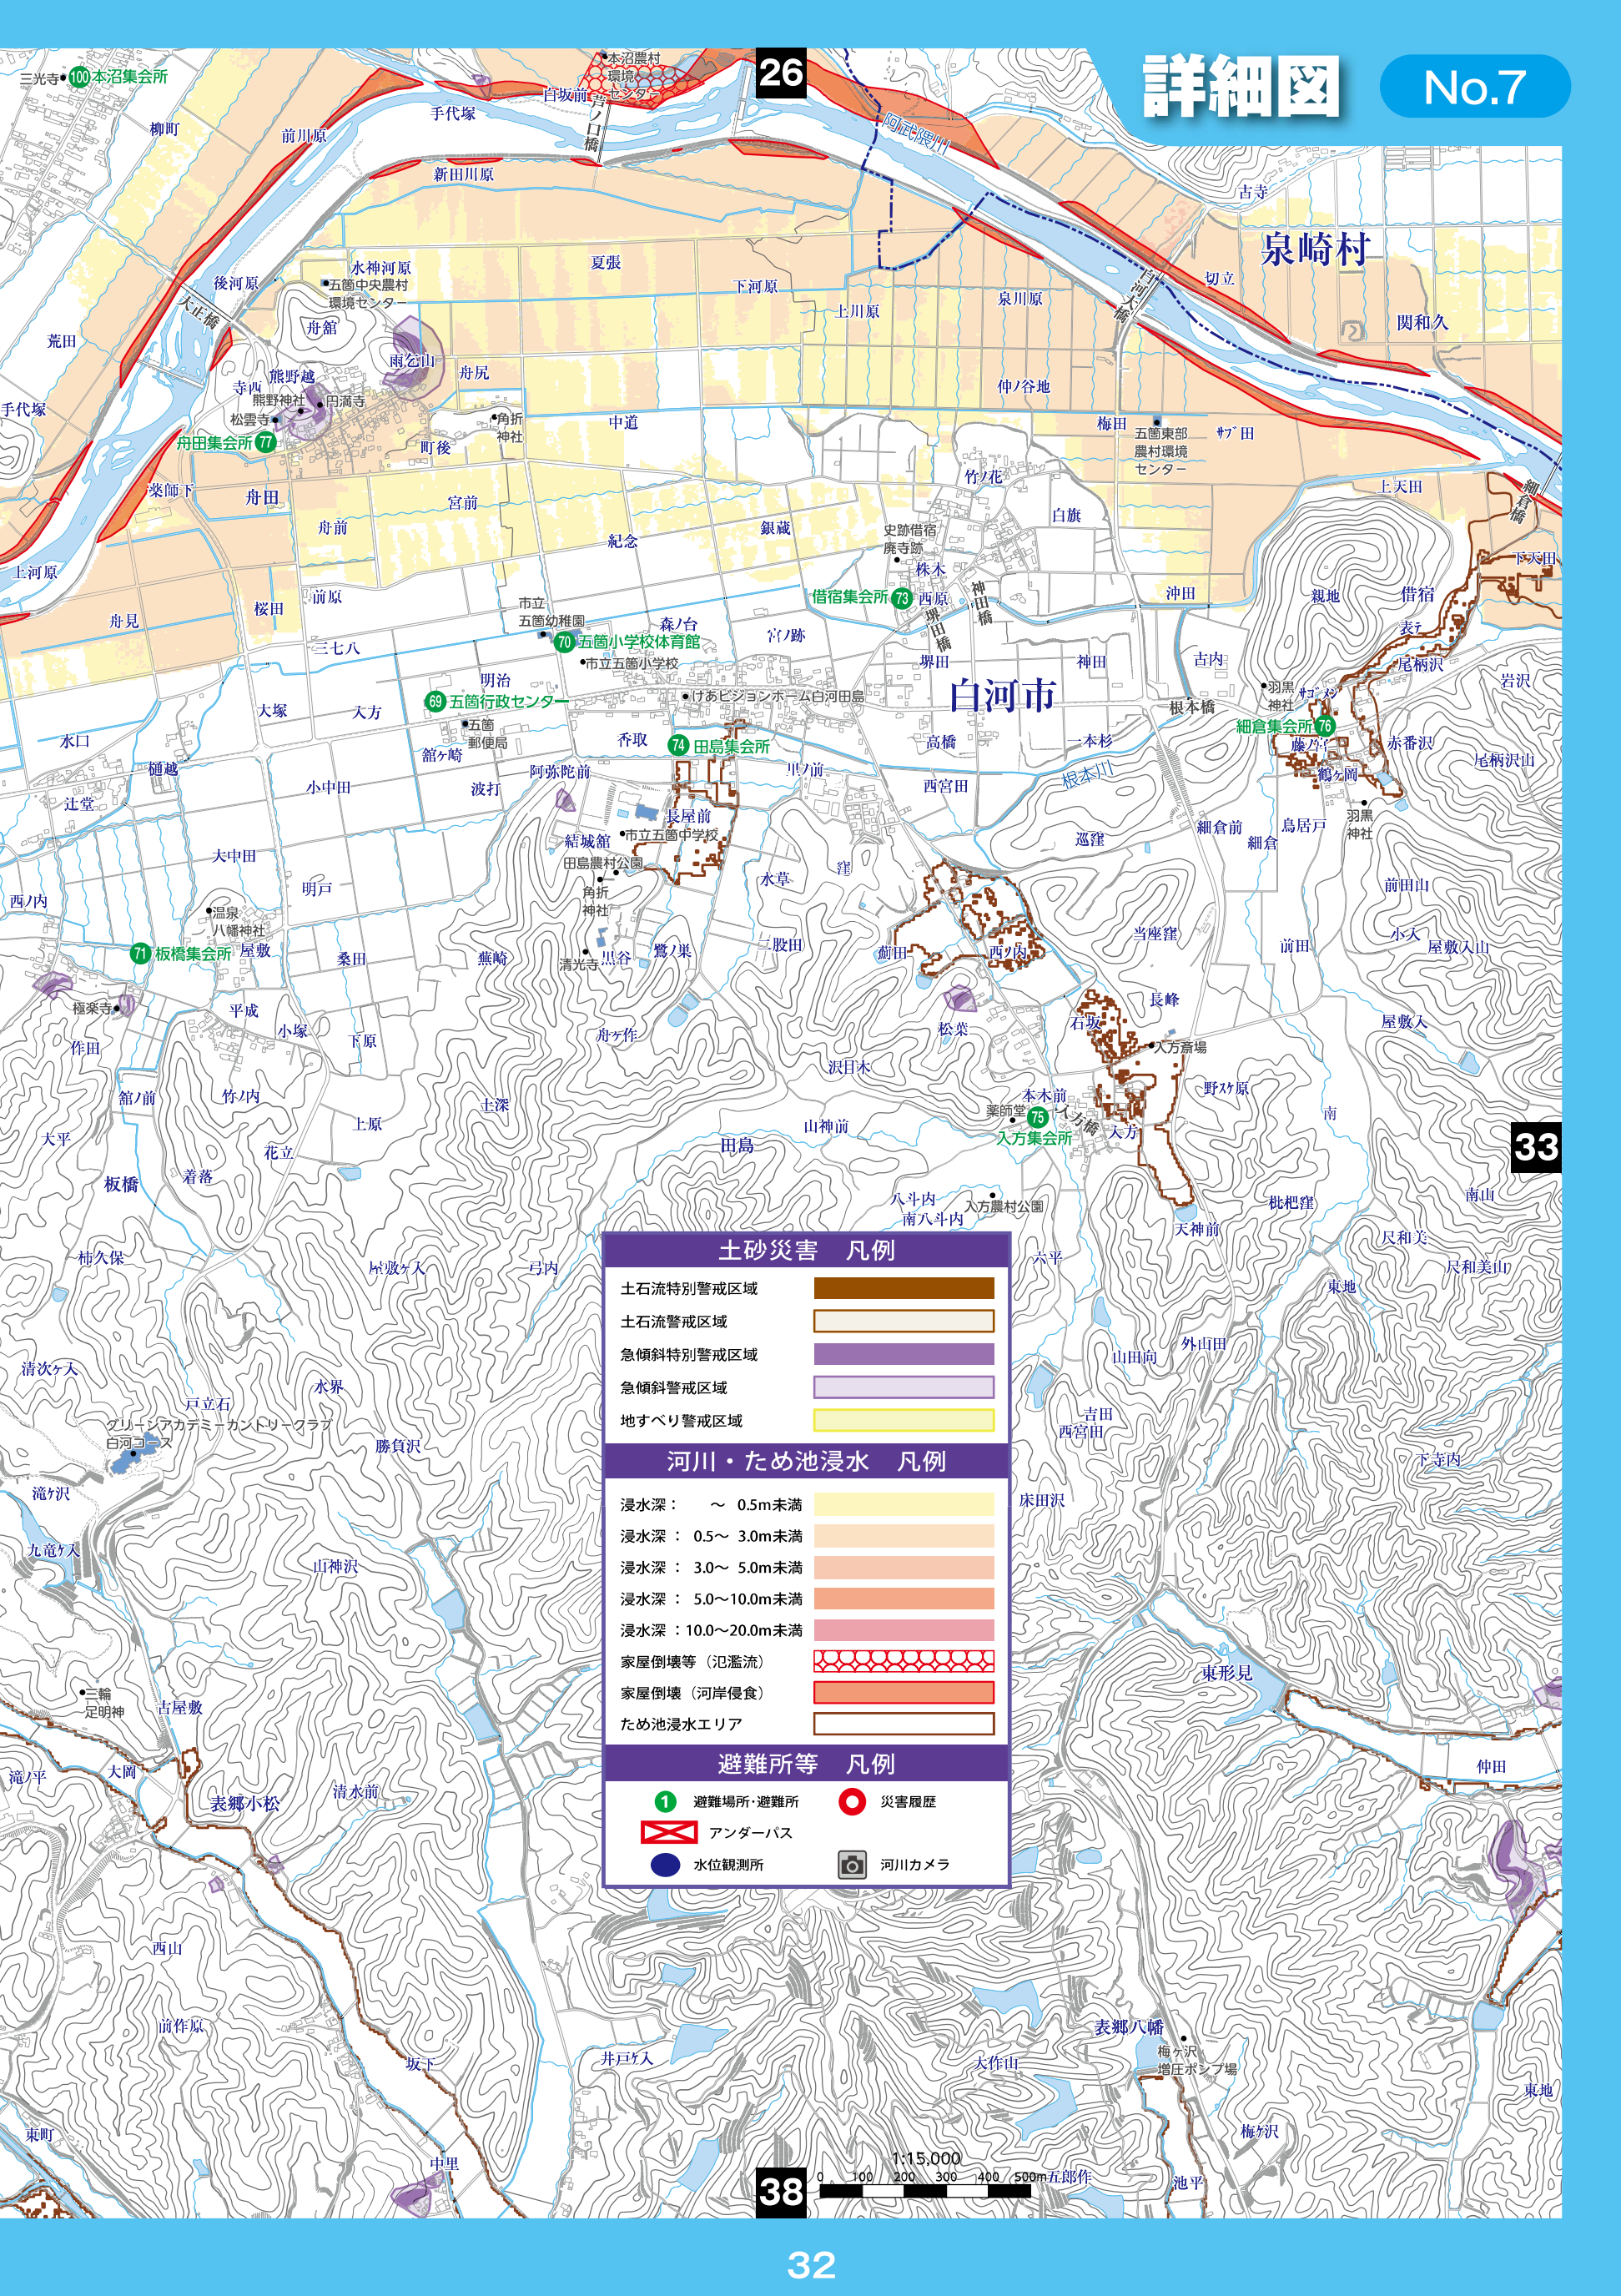 詳細図 No.7
26
三光寺 100 本沼集会所
本沼農村
環境
センター
柳町
前川原
手代塚
白坂前
芦ノ口橋
阿武隈川
新田川原
古寺
泉崎村
後河原
水神河原
五箇中央農村
環境センター
夏張
下河原
上川原
泉川原
白河大橋
切立
関和久
大正橋
荒田
舟舘
雨乞山
舟尻
熊野越
寺西
熊野神社
円満寺
松雲寺
舟田集会所 77
手代塚
角折
神社
町後
中道
仲ノ谷地
梅田
五箇東部
農村環境
センター
ｻﾌﾞ田
薬師下
舟田
宮前
舟前
紀念
銀蔵
竹ノ花
白旗
上天田
細倉橋
史跡借宿
廃寺跡
株木
下天田
上河原
舟見
桜田
前原
市立
五箇幼稚園
70 五箇小学校体育館
市立五箇小学校
森ノ台
宮ノ跡
借宿集会所 73
西原
神田橋
堺田橋
沖田
親地
借宿
表ﾃ
尾柄沢
三七八
明治
69 五箇行政センター
けあビジョンホーム白河田島
堺田
神田
古内
白河市
岩沢
羽黒
神社
ｻｺﾞﾒｼ
根本橋
細倉集会所 76
大塚
入方
五箇
郵便局
水口
樋越
舘ヶ崎
香取
74 田島集会所
高橋
一本杉
藤ノ代
赤番沢
尾柄沢山
鶴ヶ岡
辻堂
小中田
波打
阿弥陀前
里ノ前
西宮田
根本川
長屋前
市立五箇中学校
結城舘
田島農村公園
巡窪
細倉前
細倉
鳥居戸
羽黒
神社
大中田
明戸
角折
神社
水草
窪
前田山
西ノ内
温泉
八幡神社
71 板橋集会所
屋敷
桑田
蕪崎
清光寺
黒谷
鷺ノ巣
二股田
薊田
西ノ内
当座窪
前田
小入
屋敷入山
極楽寺
平成
小塚
下原
舟ヶ作
松葉
石坂
長峰
屋敷入
作田
沢目木
入方斎場
舘ノ前
竹ノ内
土深
本木前
薬師堂
75
入方集会所
入方橋
入方
野ｽｹ原
南
大平
上原
花立
田島
山神前
33
板橋
着落
八斗内
南八斗内
入方農村公園
天神前
枇杷窪
南山
柿久保
屋敷ヶ入
弓内
六平
尺和美
尺和美山
東地
土砂災害　凡例
土石流特別警戒区域
土石流警戒区域
急傾斜特別警戒区域
急傾斜警戒区域
地すべり警戒区域
河川・ため池浸水　凡例
浸水深：　　～ 0.5m未満
浸水深： 0.5～ 3.0m未満
浸水深： 3.0～ 5.0m未満
浸水深： 5.0～10.0m未満
浸水深：10.0～20.0m未満
家屋倒壊等（氾濫流）
家屋倒壊（河岸侵食）
ため池浸水エリア
避難所等　凡例
1 避難場所・避難所
災害履歴
アンダーパス
水位観測所
河川カメラ
清次ヶ入
戸立石
水界
グリーンアカデミーカントリークラブ
白河コース
勝負沢
山田向
外山田
吉田
西宮田
下寺内
滝ｹ沢
床田沢
九竜ｹ入
山神沢
三輪
足明神
古屋敷
東形見
滝ﾉ平
大岡
表郷小松
清水前
仲田
西山
前作原
坂下
井戸ｹ入
大作山
表郷八幡
梅ヶ沢
増圧ポンプ場
東地
東町
中里
梅ｹ沢
五郎作
池平
1:15,000
0 100 200 300 400 500m
38
32